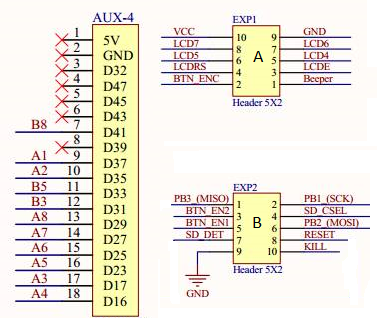 AUX-4
1 5V
2 GND
3 D32
4 D47
5 D45
6 D43
B8 7 D41
8 D39
A1 9 D37
A2 10 D35
B5 11 D33
B3 12 D31
A8 13 D29
A7 14 D27
A6 15 D25
A5 16 D23
A3 17 D17
A4 18 D16
EXP1
VCC 10 9 GND
LCD7 8 7 LCD6
LCD5 6 5 LCD4
LCDRS 4 3 LCDE
BTN_ENC 2 1 Beeper
A
Header 5X2
EXP2
PB3_(MISO) 1 2 PB1_(SCK)
BTN_EN2 3 4 SD_CSEL
BTN_EN1 5 6 PB2_(MOSI)
SD_DET 7 8 RESET
9 10 KILL
B
Header 5X2
GND